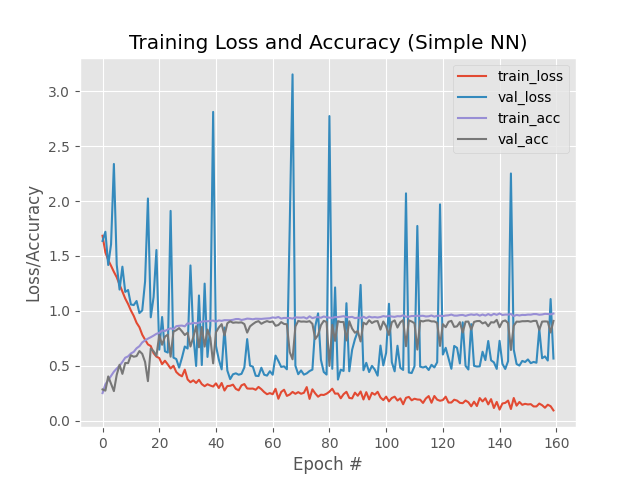 Training Loss and Accuracy (Simple NN)
train_loss
val_loss
train_acc
val_acc
Loss/Accuracy
3.0
2.5
2.0
1.5
1.0
0.5
0.0
0 20 40 60 80 100 120 140 160
Epoch #